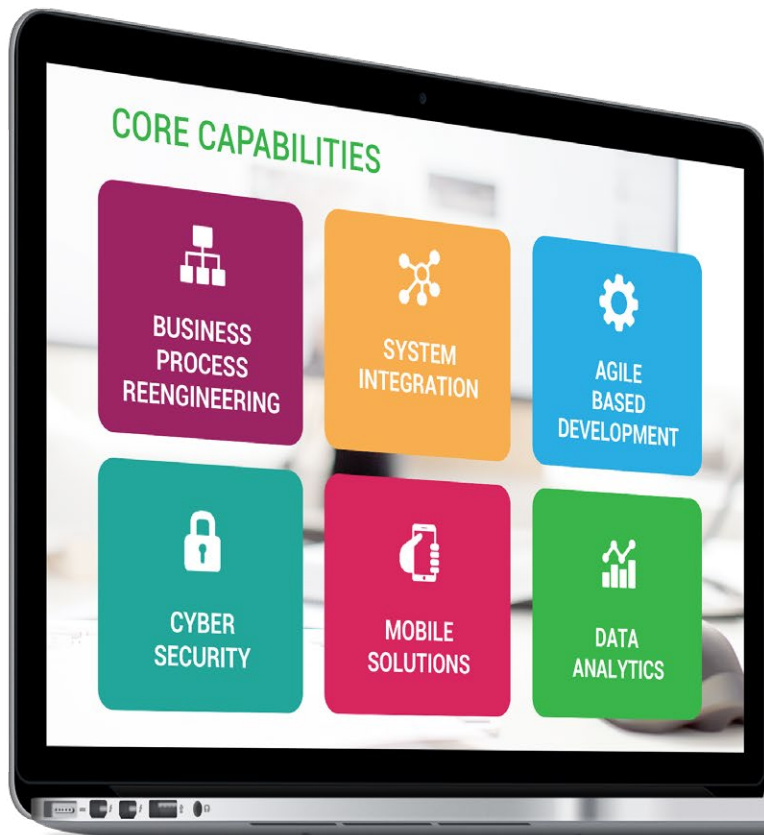 CORE CAPABILITIES
BUSINESS
PROCESS
REENGINEERING
SYSTEM
INTEGRATION
AGILE
BASED
DEVELOPMENT
CYBER
SECURITY
MOBILE
SOLUTIONS
DATA
ANALYTICS